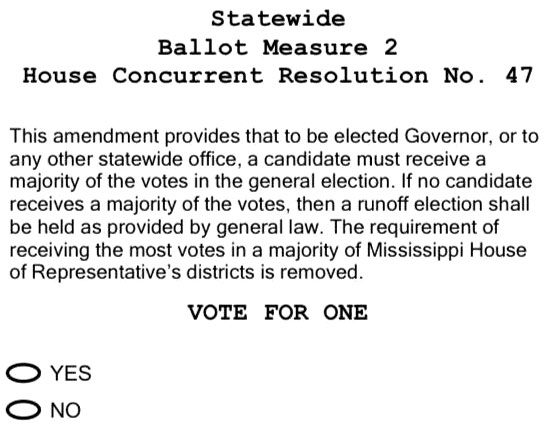 Statewide
Ballot Measure 2
House Concurrent Resolution No. 47
This amendment provides that to be elected Governor, or to
any other statewide office, a candidate must receive a
majority of the votes in the general election. If no candidate
receives a majority of the votes, then a runoff election shall
be held as provided by general law. The requirement of
receiving the most votes in a majority of Mississippi House
of Representative's districts is removed.
VOTE FOR ONE
YES
NO